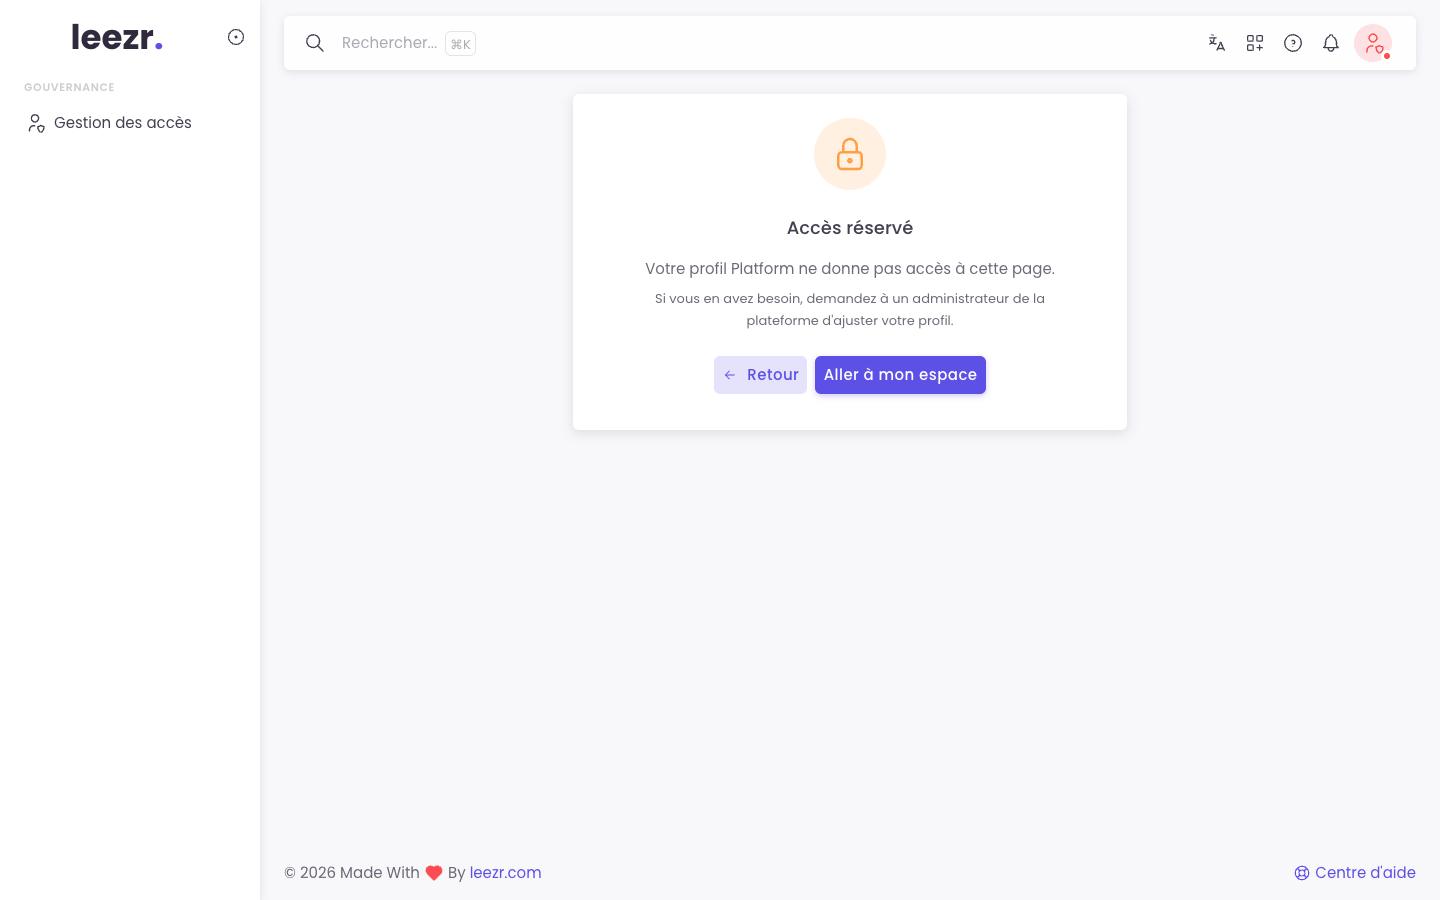 leezr.
GOUVERNANCE
Gestion des accès
Rechercher... ⌘K
Accès réservé
Votre profil Platform ne donne pas accès à cette page.
Si vous en avez besoin, demandez à un administrateur de la
plateforme d'ajuster votre profil.
Retour
Aller à mon espace
© 2026 Made With ❤ By leezr.com
Centre d'aide